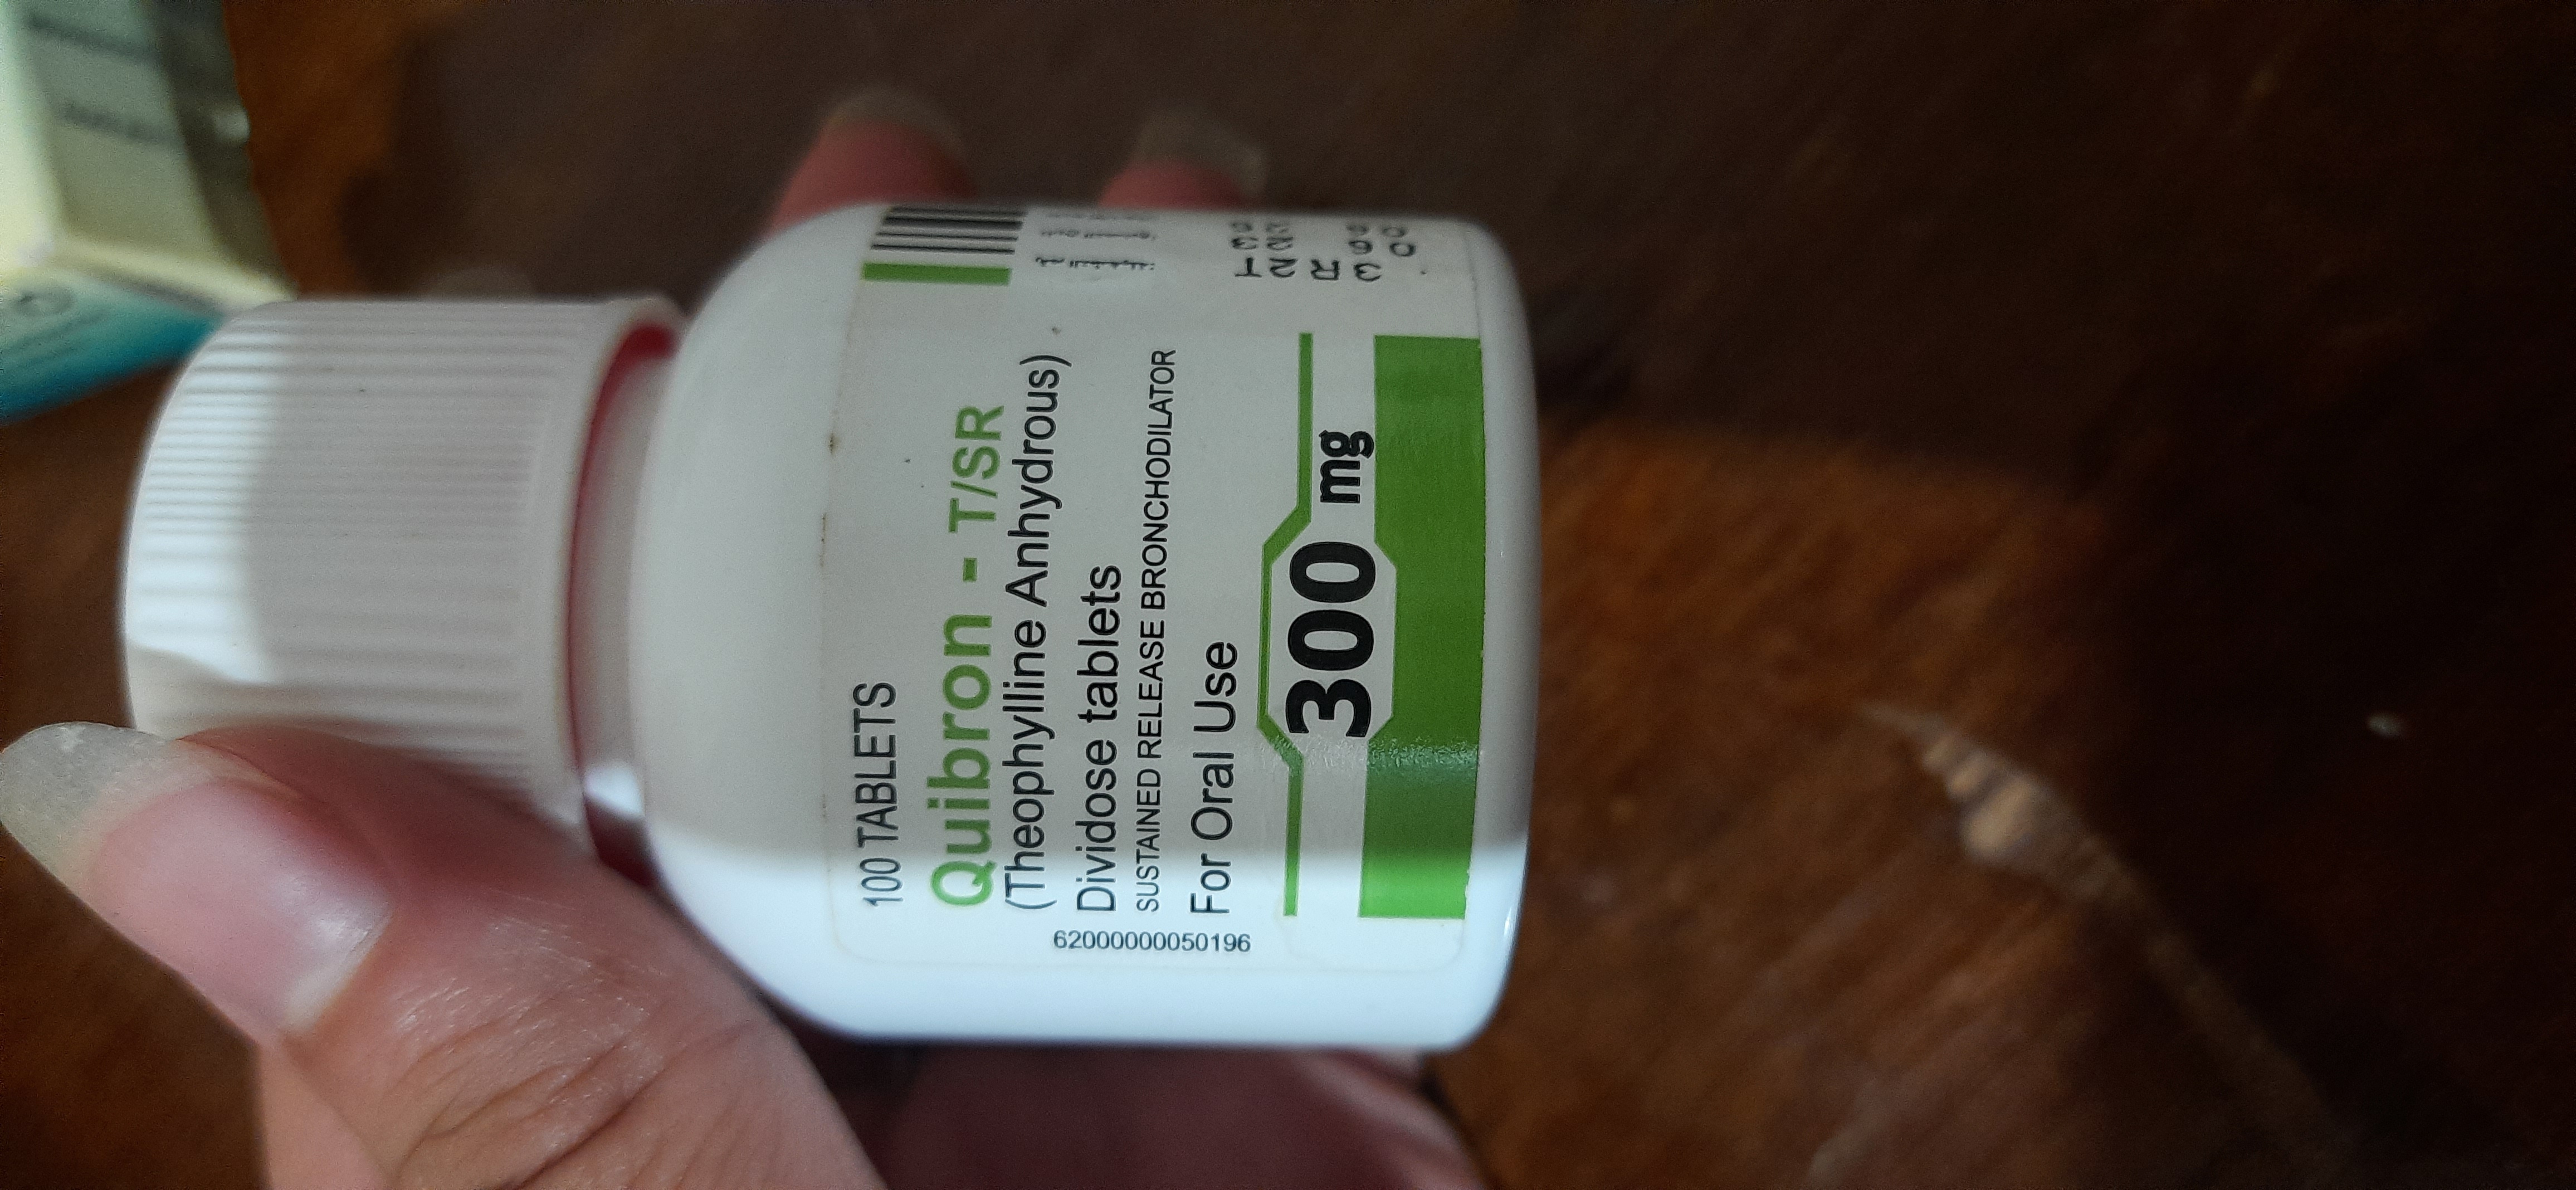 100 TABLETS
Quibron - T/SR
(Theophylline Anhydrous)
Dividose tablets
SUSTAINED RELEASE BRONCHODILATOR
For Oral Use
300 mg
62000000050196